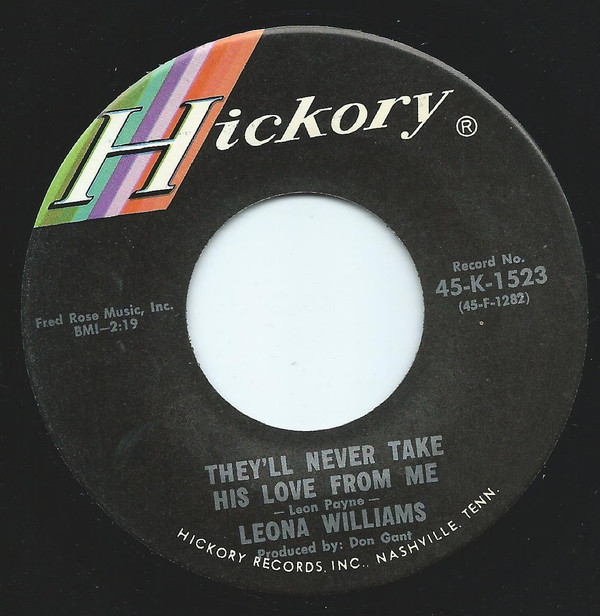 Hickory ®
Record No.
45-K-1523
(45-F-1282)
Fred Rose Music, Inc.
BMI—2:19
THEY'LL NEVER TAKE
HIS LOVE FROM ME
— Leon Payne —
LEONA WILLIAMS
Produced by: Don Gant
HICKORY RECORDS, INC., NASHVILLE, TENN.